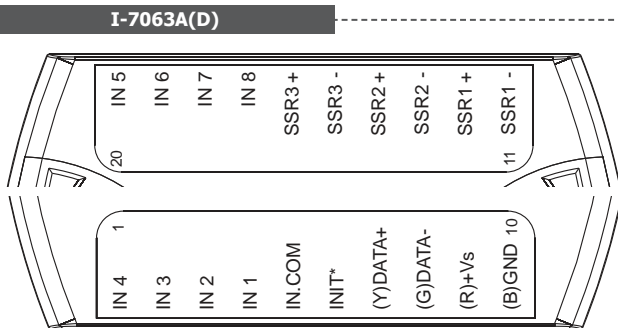 I-7063A(D)
IN 5
IN 6
IN 7
IN 8
SSR3 +
SSR3 -
SSR2 +
SSR2 -
SSR1 +
SSR1 -
20
11
1
10
IN 4
IN 3
IN 2
IN 1
IN.COM
INIT*
(Y)DATA+
(G)DATA-
(R)+Vs
(B)GND